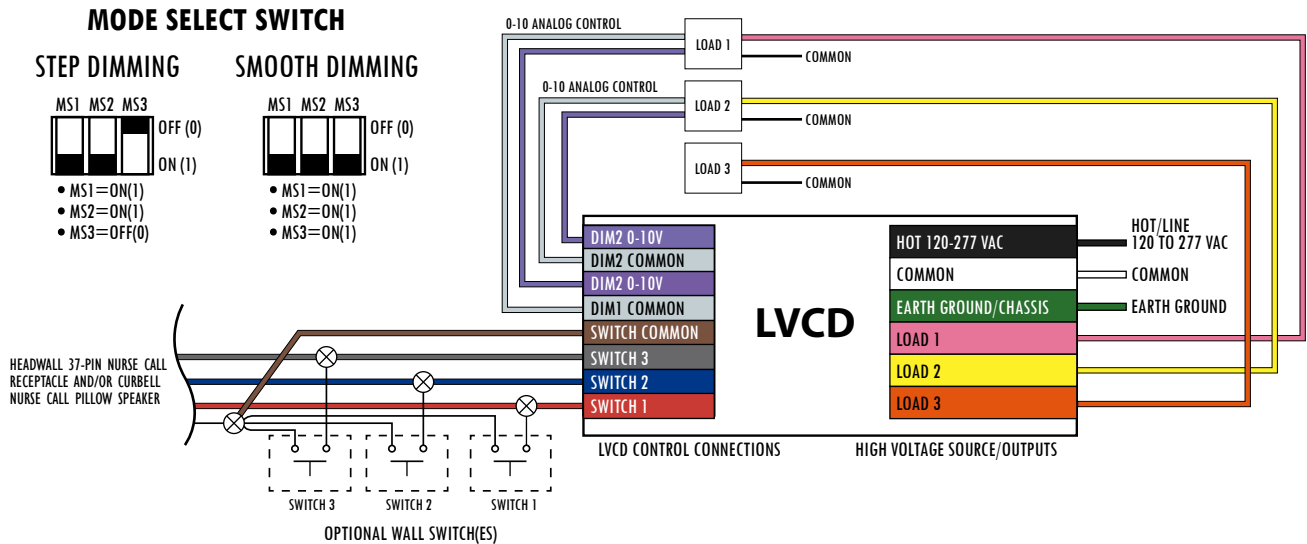 MODE SELECT SWITCH
STEP DIMMING
MS1 MS2 MS3
OFF (0)
ON (1)
• MS1=ON(1)
• MS2=ON(1)
• MS3=OFF(0)
SMOOTH DIMMING
MS1 MS2 MS3
OFF (0)
ON (1)
• MS1=ON(1)
• MS2=ON(1)
• MS3=ON(1)
0-10 ANALOG CONTROL
LOAD 1
COMMON
0-10 ANALOG CONTROL
LOAD 2
COMMON
LOAD 3
COMMON
DIM2 0-10V
DIM2 COMMON
DIM2 0-10V
DIM1 COMMON
SWITCH COMMON
SWITCH 3
SWITCH 2
SWITCH 1
LVCD
HOT 120-277 VAC
COMMON
EARTH GROUND/CHASSIS
LOAD 1
LOAD 2
LOAD 3
HOT/LINE
120 TO 277 VAC
COMMON
EARTH GROUND
LVCD CONTROL CONNECTIONS
HIGH VOLTAGE SOURCE/OUTPUTS
HEADWALL 37-PIN NURSE CALL
RECEPTACLE AND/OR CURBELL
NURSE CALL PILLOW SPEAKER
SWITCH 3
SWITCH 2
SWITCH 1
OPTIONAL WALL SWITCH(ES)